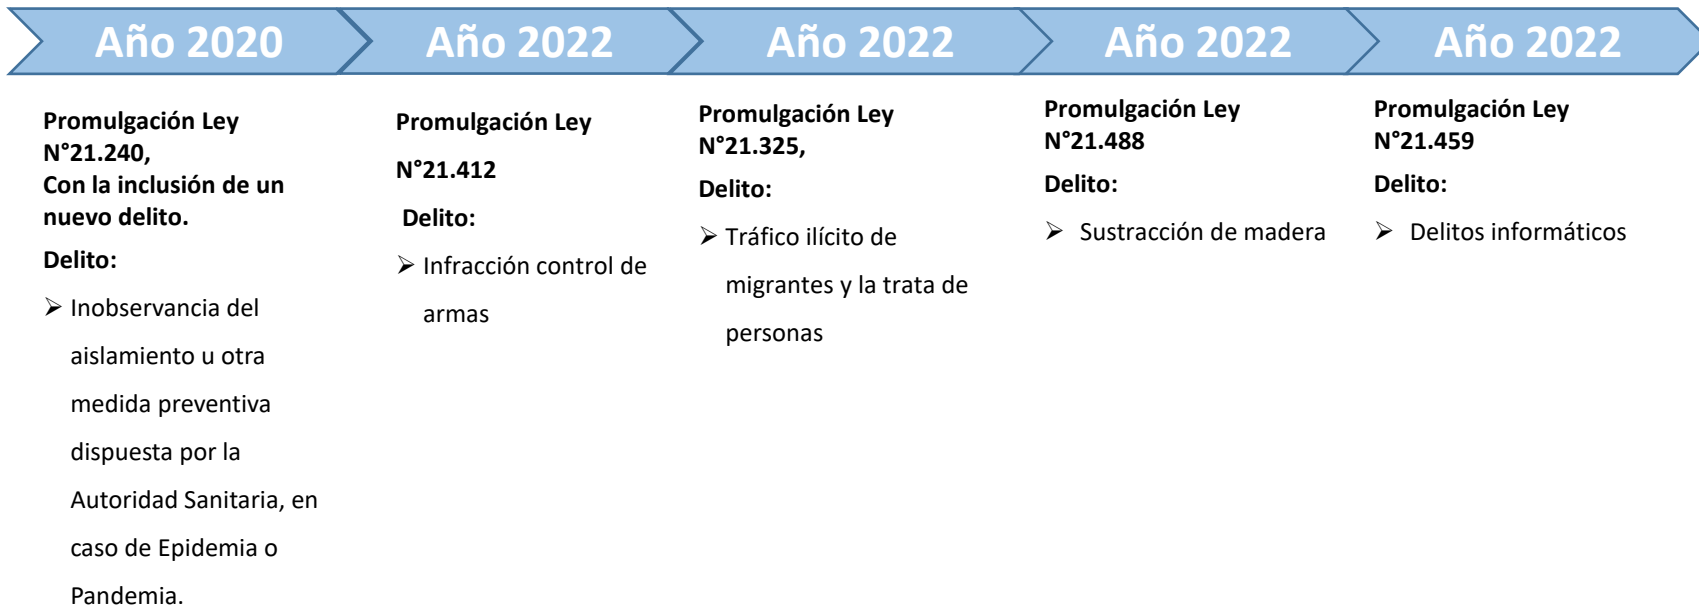 Año 2020
Año 2022
Año 2022
Año 2022
Año 2022
Promulgación Ley
N°21.240,
Con la inclusión de un
nuevo delito.
Delito:
➢ Inobservancia del
aislamiento u otra
medida preventiva
dispuesta por la
Autoridad Sanitaria, en
caso de Epidemia o
Pandemia.
Promulgación Ley
N°21.412
Delito:
➢ Infracción control de
armas
Promulgación Ley
N°21.325,
Delito:
➢ Tráfico ilícito de
migrantes y la trata de
personas
Promulgación Ley
N°21.488
Delito:
➢ Sustracción de madera
Promulgación Ley
N°21.459
Delito:
➢ Delitos informáticos